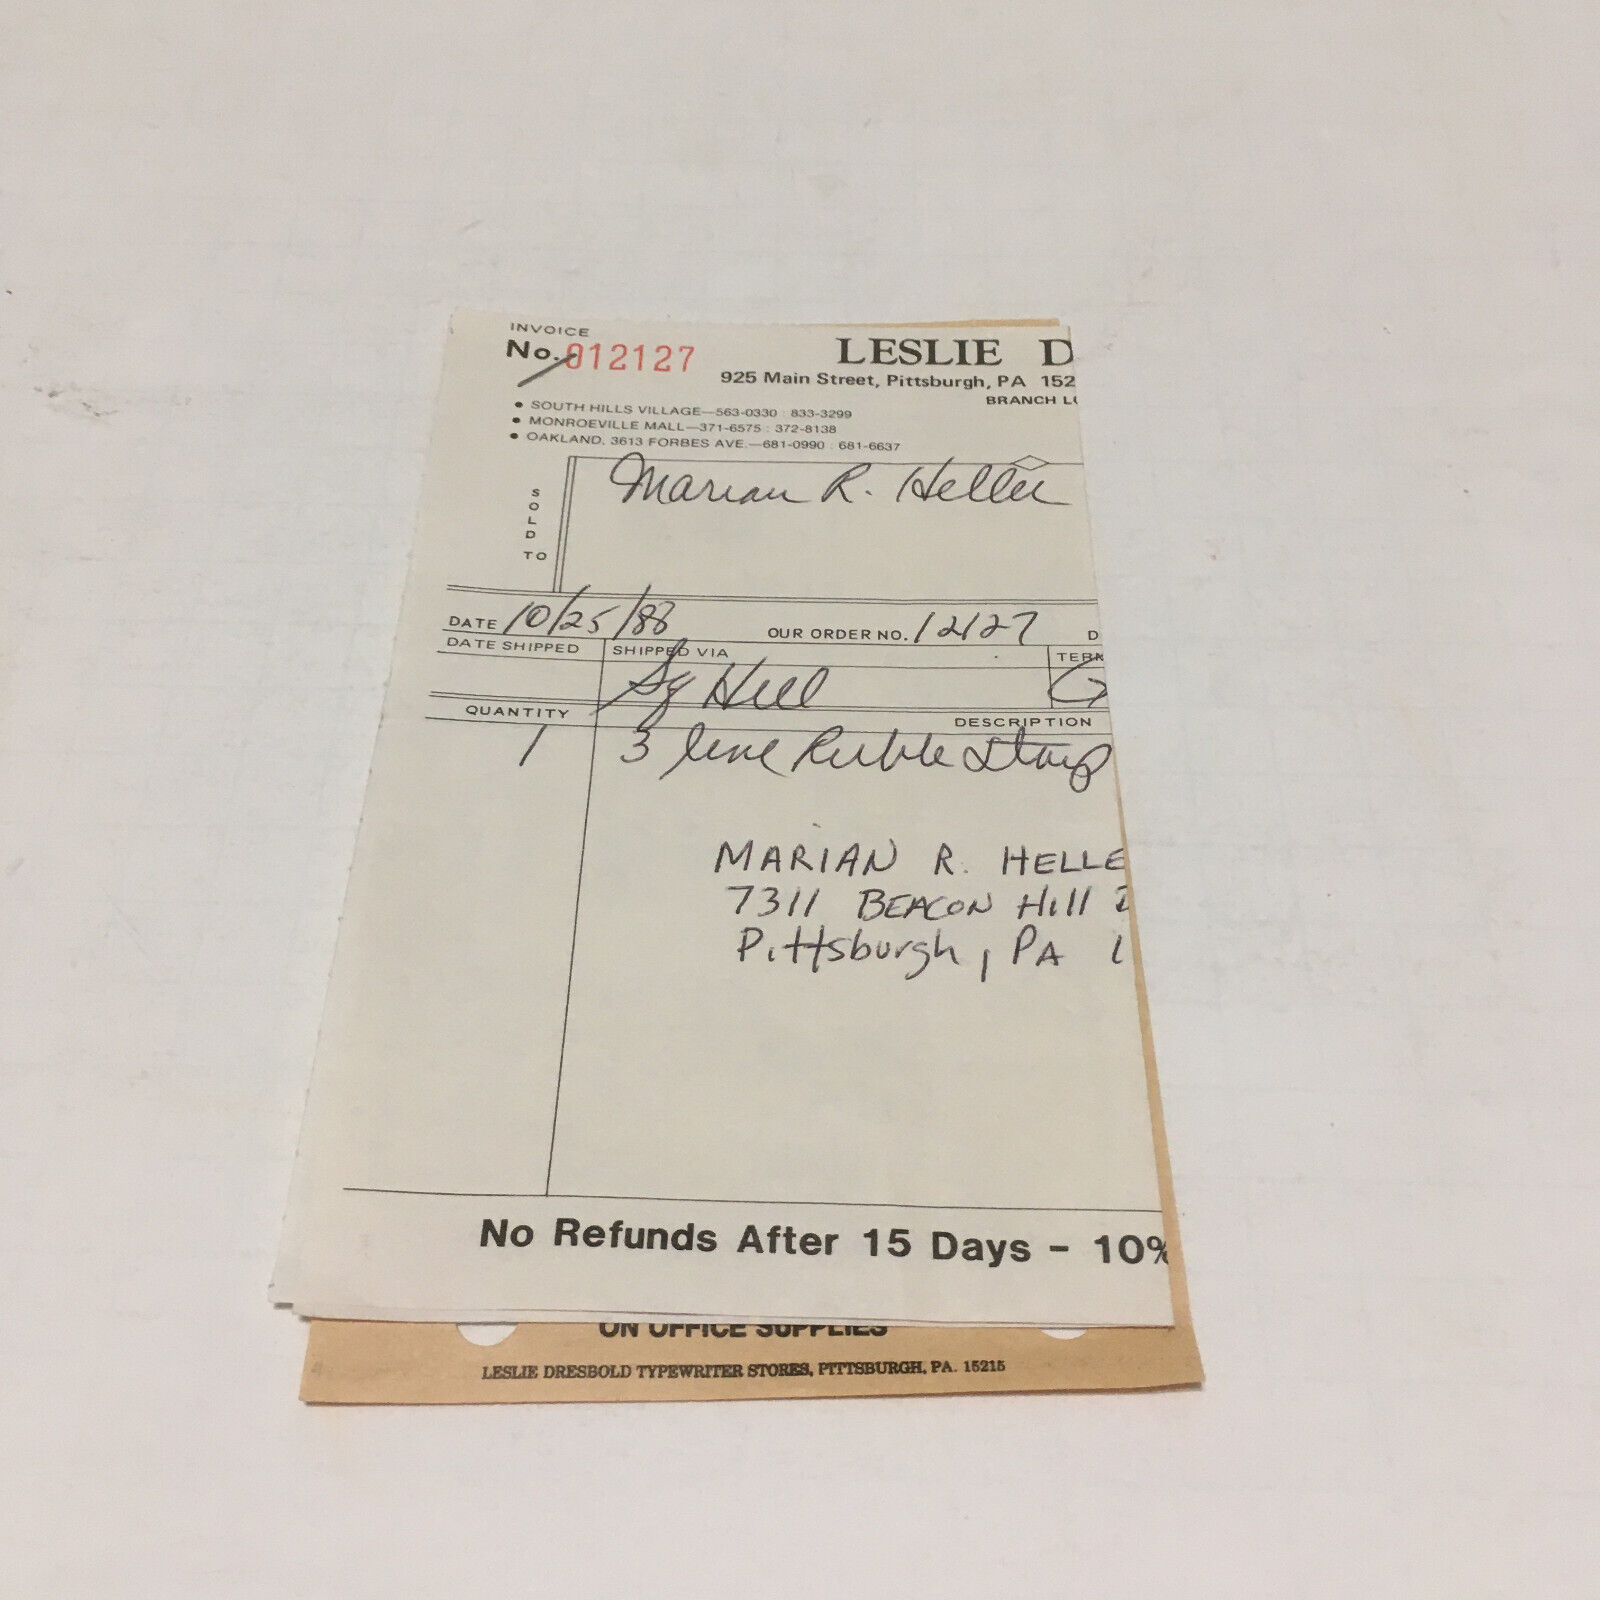 INVOICE
No. 012127
LESLIE D
925 Main Street, Pittsburgh, PA 152
BRANCH L
• SOUTH HILLS VILLAGE—563-0330 : 833-3299
• MONROEVILLE MALL—371-6575 : 372-8138
• OAKLAND, 3613 FORBES AVE.—681-0990 : 681-6637
SOLD TO
Marian R. Heller
DATE 10/25/88 OUR ORDER NO. 12127 D
DATE SHIPPED SHIPPED VIA TERM
Hill
QUANTITY DESCRIPTION
1 3 line Rubbe Stamp
MARIAN R. HELLE
7311 BEACON Hill D
Pittsburgh, PA 1
No Refunds After 15 Days - 10%
ON OFFICE SUPPLIES
LESLIE DRESBOLD TYPEWRITER STORES, PITTSBURGH, PA. 15215